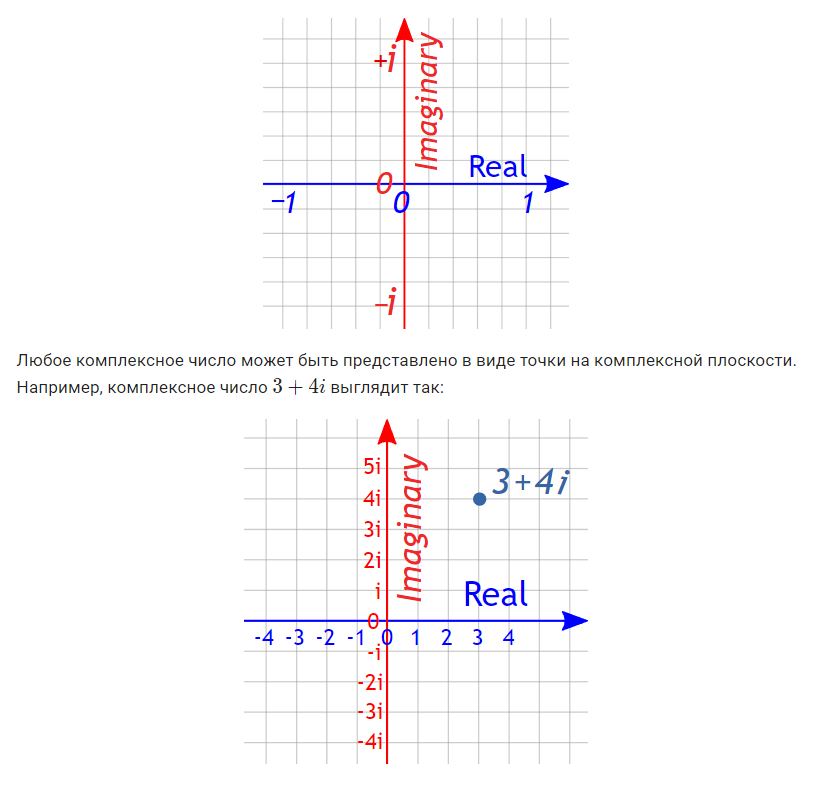 +i
Imaginary
Real
0
−1
0
1
−i
Любое комплексное число может быть представлено в виде точки на комплексной плоскости.
Например, комплексное число 3 + 4i выглядит так:
5i
3+4i
4i
Imaginary
3i
2i
i
Real
0
-4 -3 -2 -1 0 1 2 3 4
-i
-2i
-3i
-4i